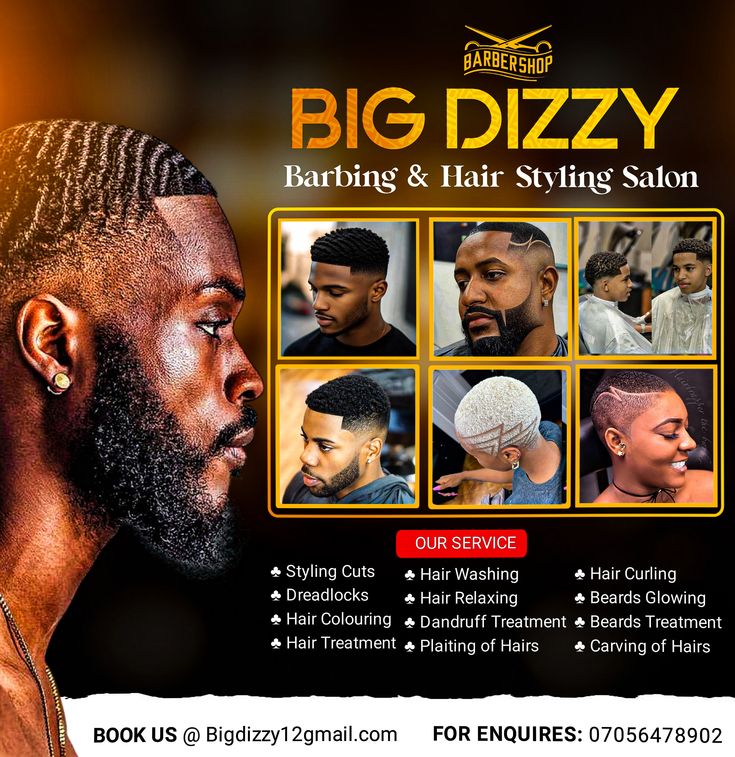 BARBERSHOP
BIG DIZZY
Barbing & Hair Styling Salon
OUR SERVICE
♣ Styling Cuts
♣ Dreadlocks
♣ Hair Colouring
♣ Hair Treatment
♣ Hair Washing
♣ Hair Relaxing
♣ Dandruff Treatment
♣ Plaiting of Hairs
♣ Hair Curling
♣ Beards Glowing
♣ Beards Treatment
♣ Carving of Hairs
BOOK US @ Bigdizzy12gmail.com
FOR ENQUIRES: 07056478902